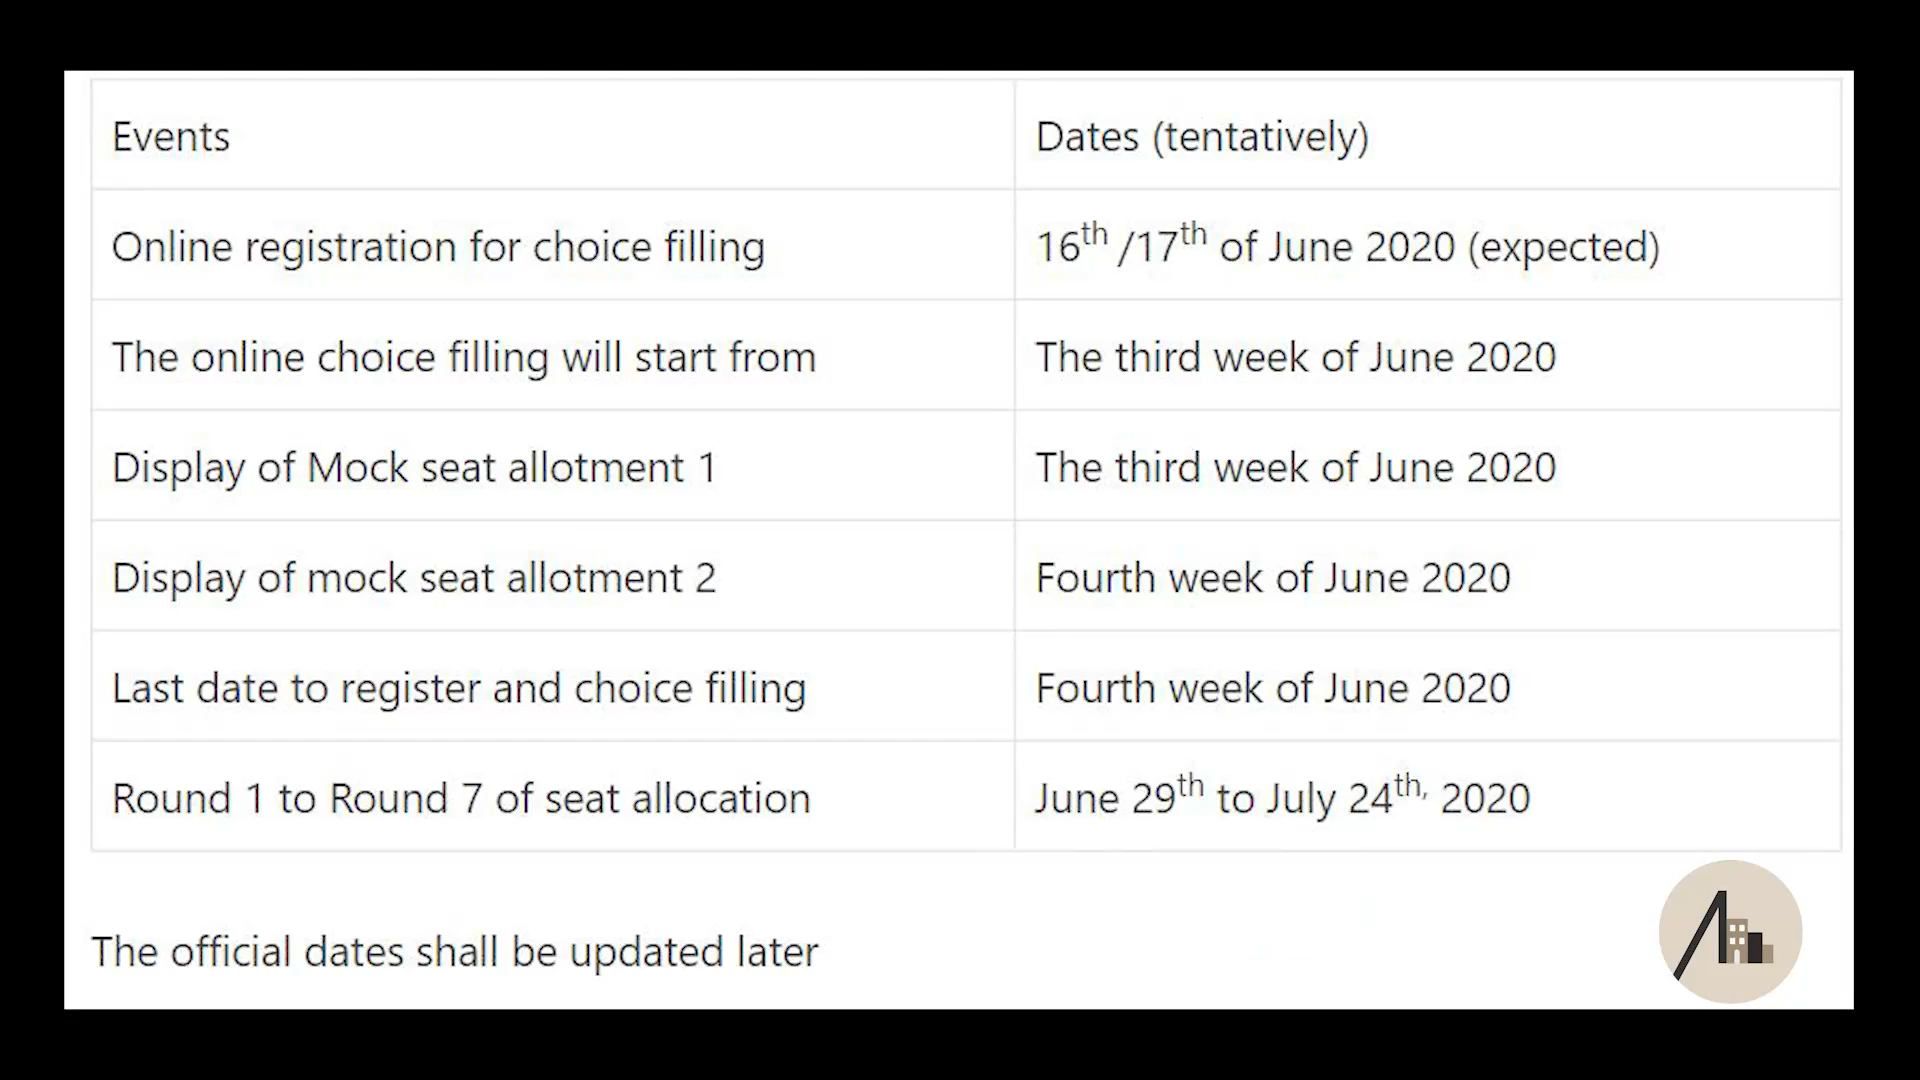 Events Dates (tentatively)
Online registration for choice filling 16th /17th of June 2020 (expected)
The online choice filling will start from The third week of June 2020
Display of Mock seat allotment 1 The third week of June 2020
Display of mock seat allotment 2 Fourth week of June 2020
Last date to register and choice filling Fourth week of June 2020
Round 1 to Round 7 of seat allocation June 29th to July 24th, 2020
The official dates shall be updated later